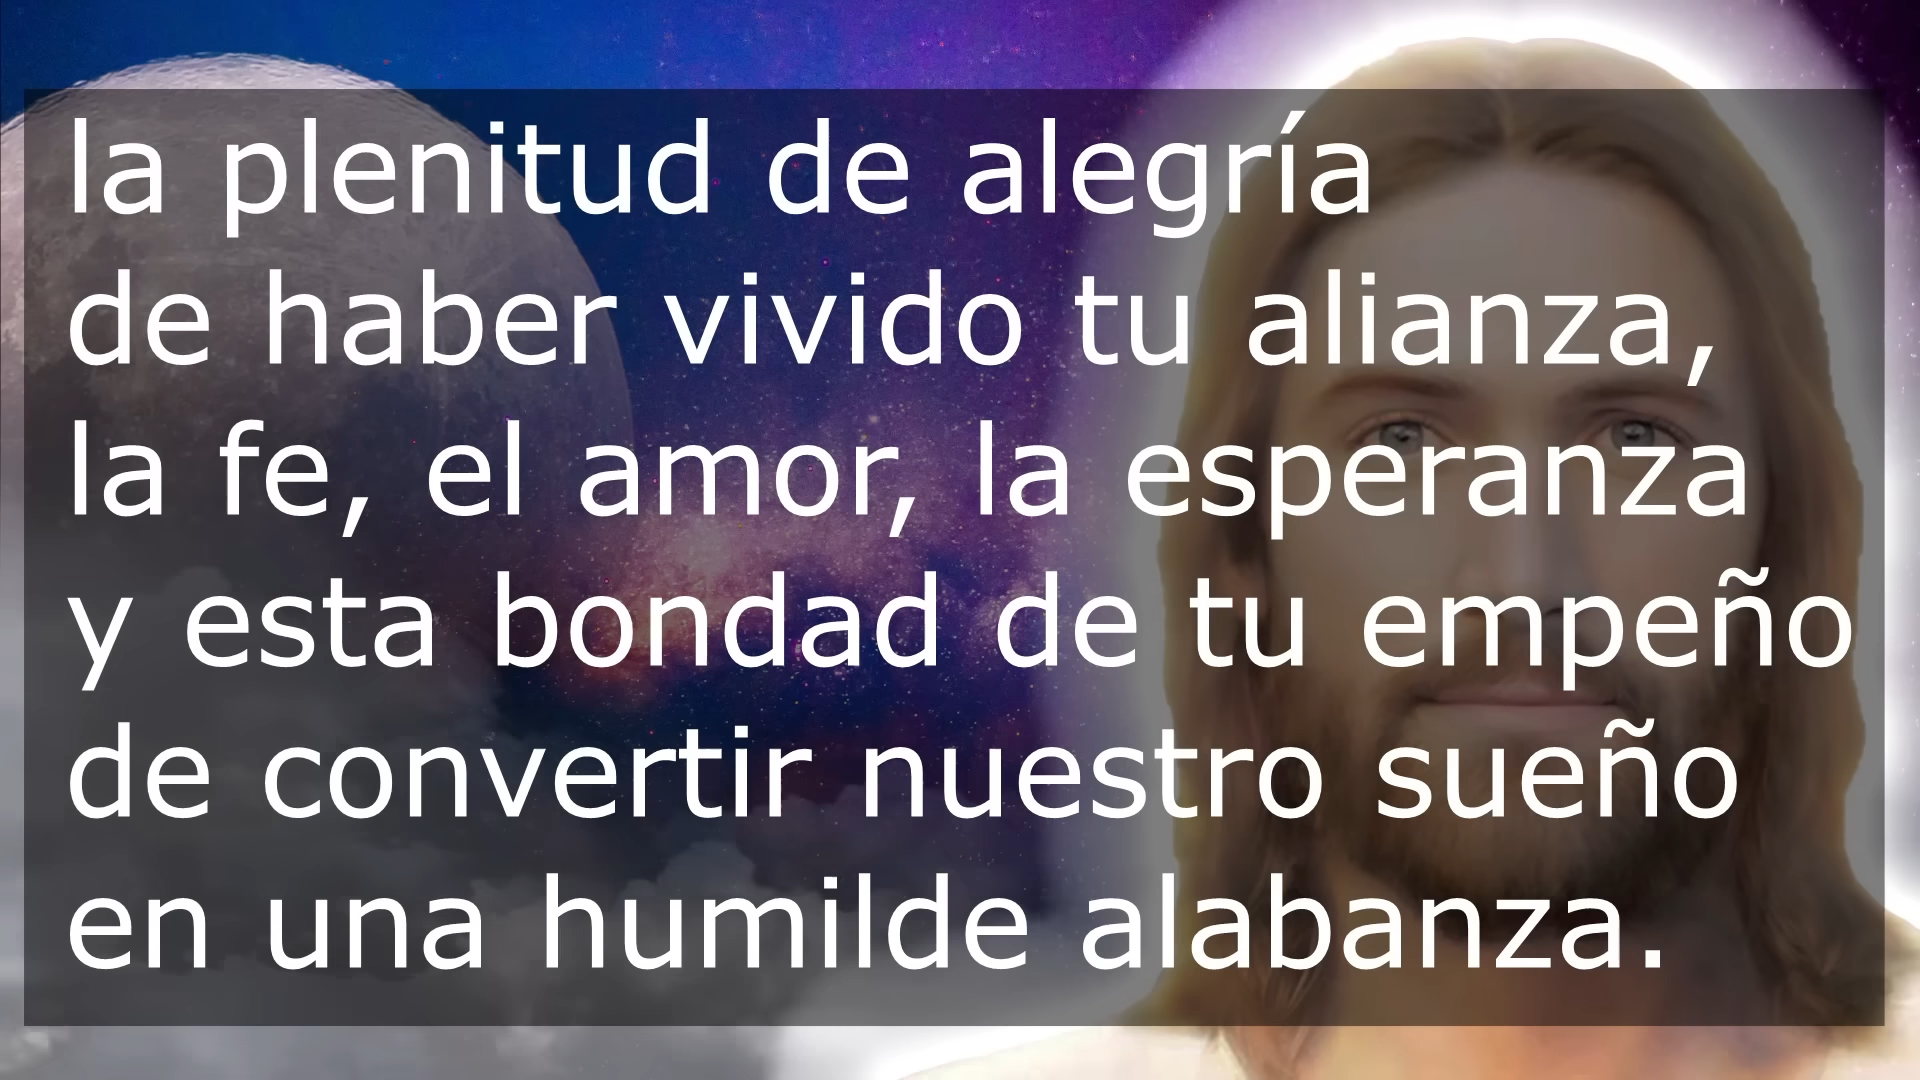 la plenitud de alegría
de haber vivido tu alianza,
la fe, el amor, la esperanza
y esta bondad de tu empeño
de convertir nuestro sueño
en una humilde alabanza.